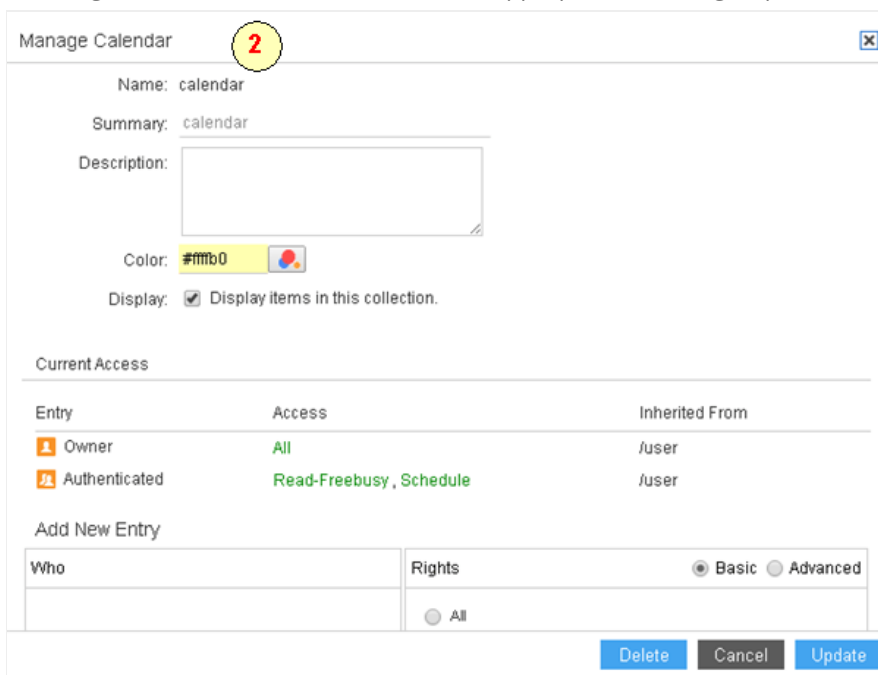 Manage Calendar 2
Name: calendar
Summary: calendar
Description:
Color: #ffffb0
Display: Display items in this collection.
Current Access
Entry Access Inherited From
Owner All /user
Authenticated Read-Freebusy , Schedule /user
Add New Entry
Who Rights Basic Advanced
All
Delete Cancel Update